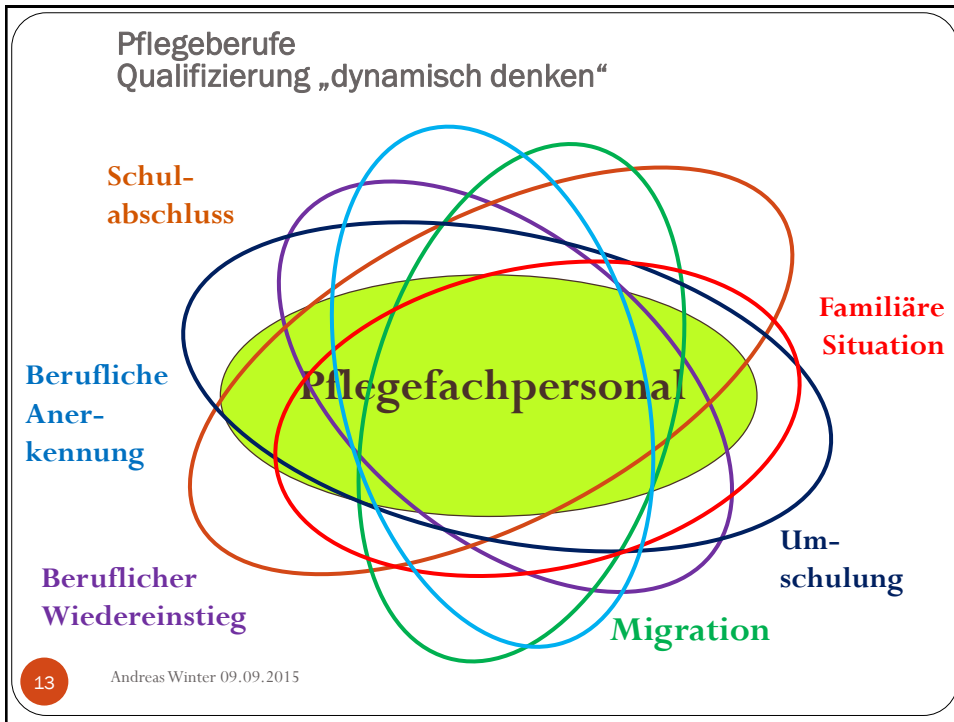 Pflegeberufe
Qualifizierung „dynamisch denken“
Schul-
abschluss
Familiäre
Situation
Berufliche
Aner-
kennung
Pflegefachpersonal
Um-
schulung
Beruflicher
Wiedereinstieg
Migration
13
Andreas Winter 09.09.2015